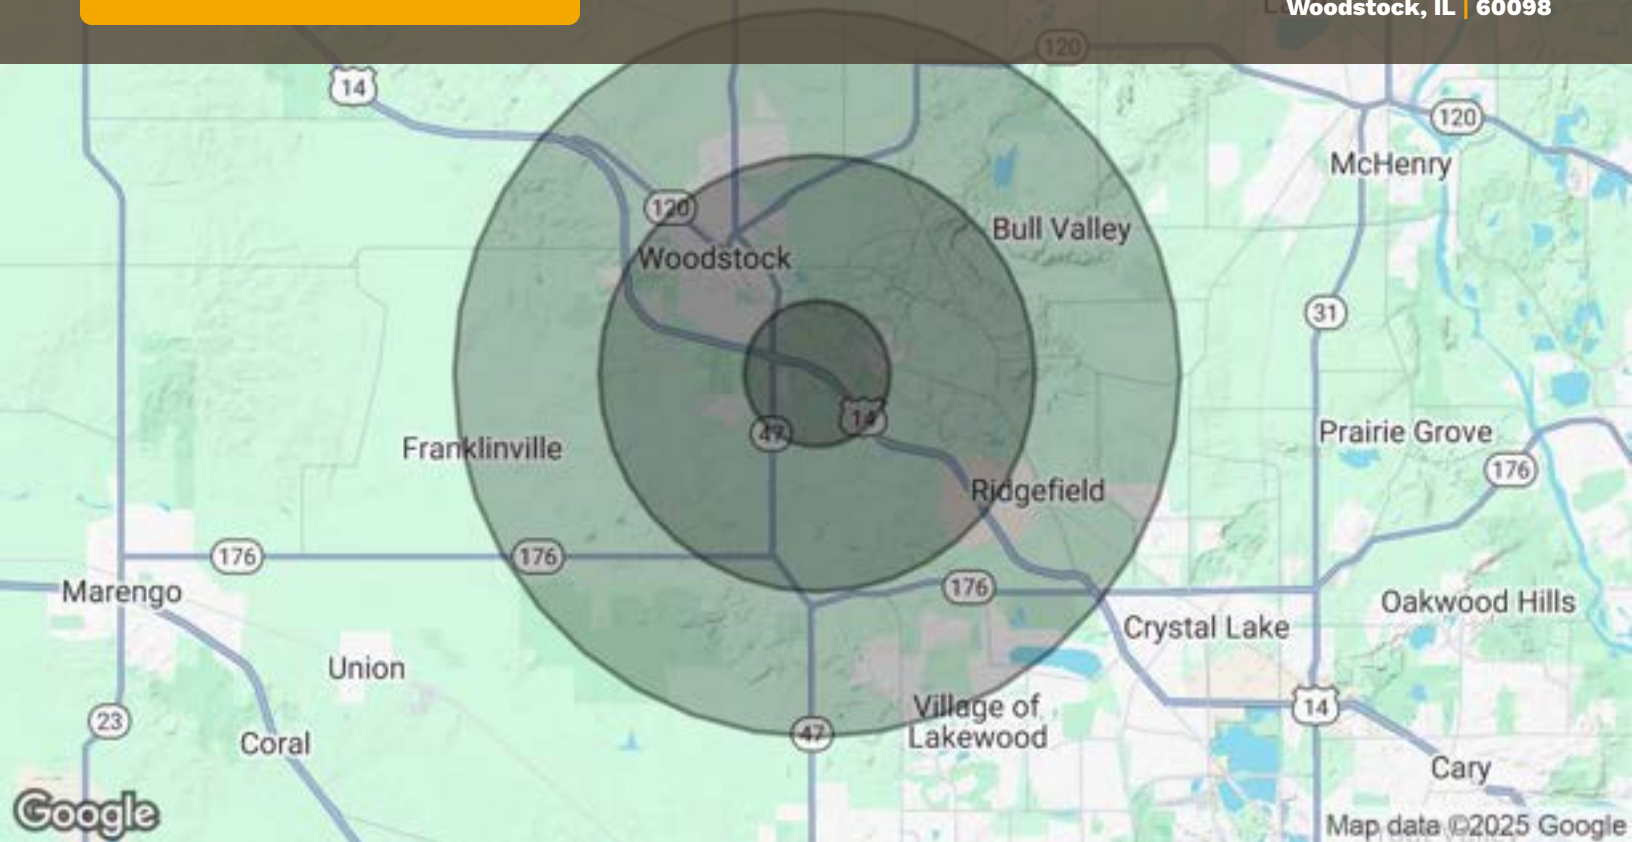 Woodstock, IL | 60098
120
14
120
McHenry
120
Bull Valley
Woodstock
31
14
47
Prairie Grove
Franklinville
176
Ridgefield
176
176
176
Marengo
Oakwood Hills
Crystal Lake
Union
Village of
Lakewood
14
23
47
Coral
Cary
Google
Map data ©2025 Google